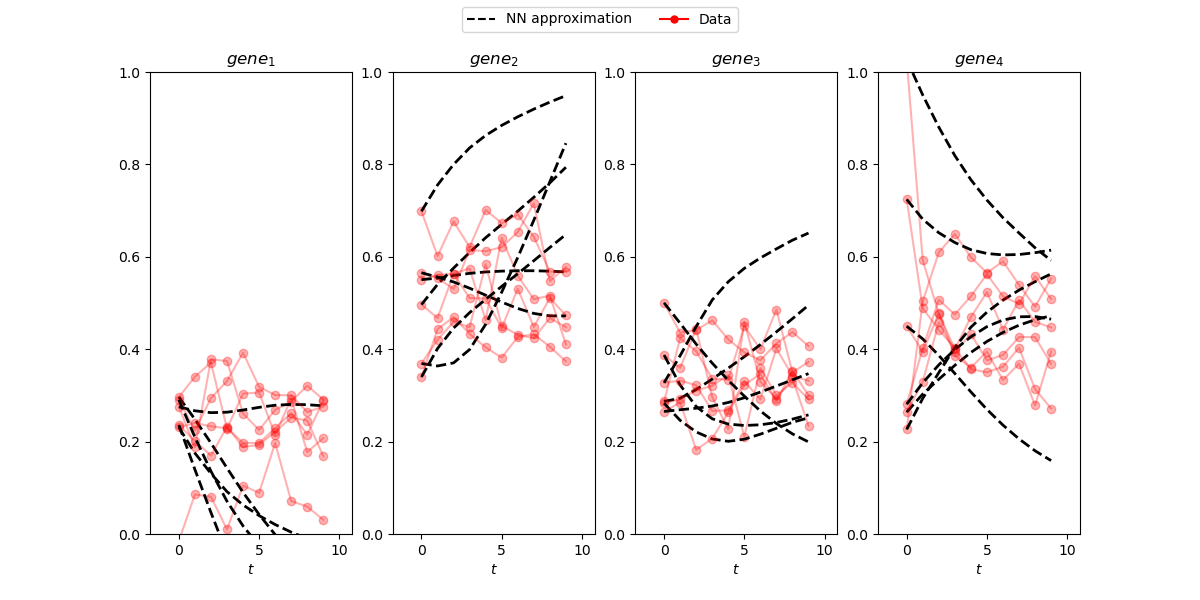 NN approximation Data
gene₁ gene₂ gene₃ gene₄
1.0 1.0 1.0 1.0
0.8 0.8 0.8 0.8
0.6 0.6 0.6 0.6
0.4 0.4 0.4 0.4
0.2 0.2 0.2 0.2
0.0 0.0 0.0 0.0
0 5 10 0 5 10 0 5 10 0 5 10
t t t t